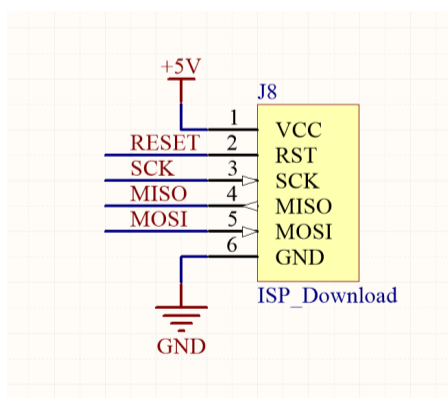 +5V
J8
1 VCC
RESET 2 RST
SCK 3 SCK
MISO 4 MISO
MOSI 5 MOSI
6 GND
ISP_Download
GND